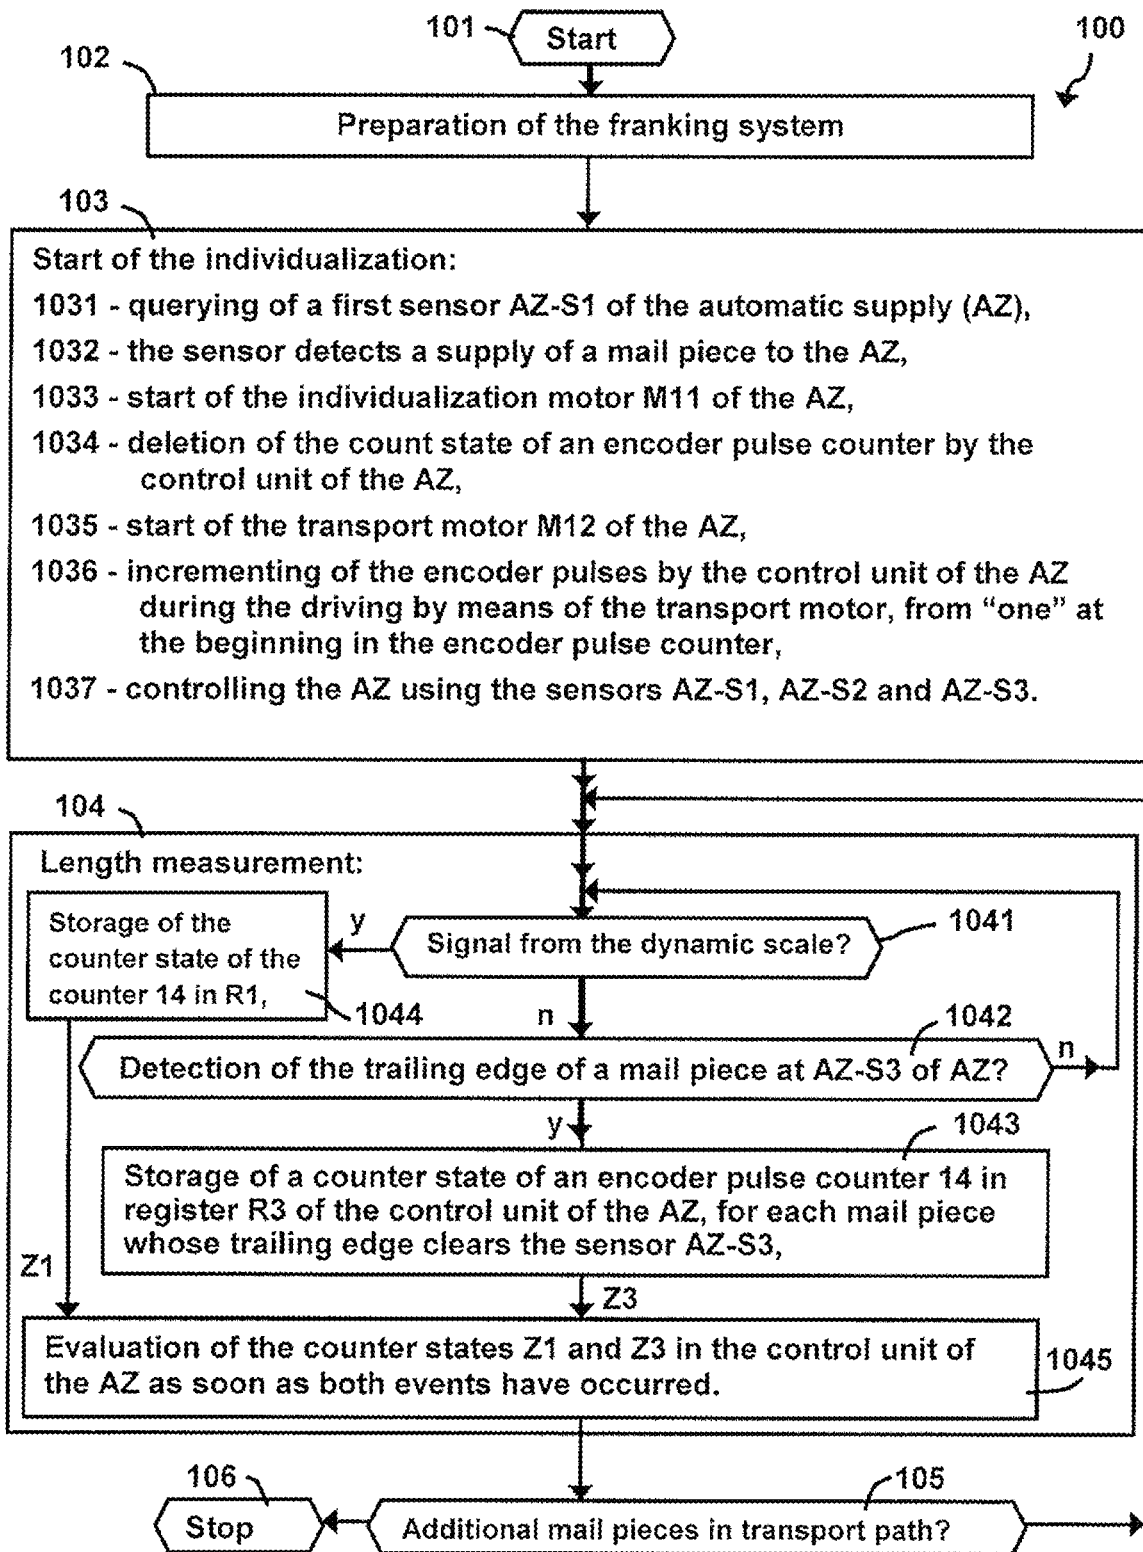 101
Start
100
102
Preparation of the franking system
103
Start of the individualization:
1031 - querying of a first sensor AZ-S1 of the automatic supply (AZ),
1032 - the sensor detects a supply of a mail piece to the AZ,
1033 - start of the individualization motor M11 of the AZ,
1034 - deletion of the count state of an encoder pulse counter by the
control unit of the AZ,
1035 - start of the transport motor M12 of the AZ,
1036 - incrementing of the encoder pulses by the control unit of the AZ
during the driving by means of the transport motor, from “one” at
the beginning in the encoder pulse counter,
1037 - controlling the AZ using the sensors AZ-S1, AZ-S2 and AZ-S3.
104
Length measurement:
Storage of the
counter state of the
counter 14 in R1,
1044
y
Signal from the dynamic scale?
1041
n
1042
Detection of the trailing edge of a mail piece at AZ-S3 of AZ?
n
y
1043
Storage of a counter state of an encoder pulse counter 14 in
register R3 of the control unit of the AZ, for each mail piece
whose trailing edge clears the sensor AZ-S3,
Z1
Z3
Evaluation of the counter states Z1 and Z3 in the control unit of
the AZ as soon as both events have occurred.
1045
106
Stop
105
Additional mail pieces in transport path?